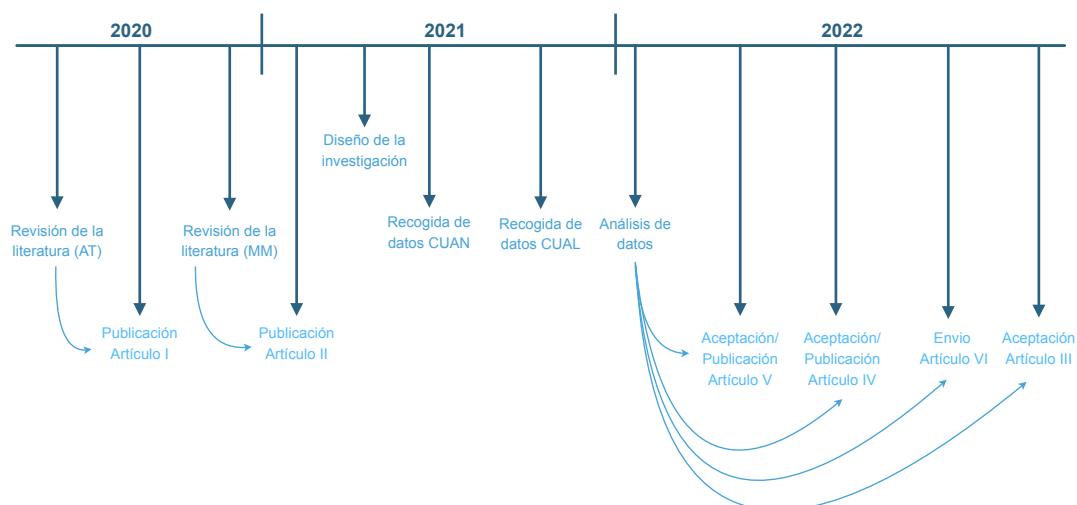 2020
2021
2022
Diseño de la
investigación
Revisión de la
literatura (AT)
Revisión de la
literatura (MM)
Recogida de
datos CUAN
Recogida de
datos CUAL
Análisis de
datos
Publicación
Artículo I
Publicación
Artículo II
Aceptación/
Publicación
Artículo V
Aceptación/
Publicación
Artículo IV
Envio
Artículo VI
Aceptación
Artículo III